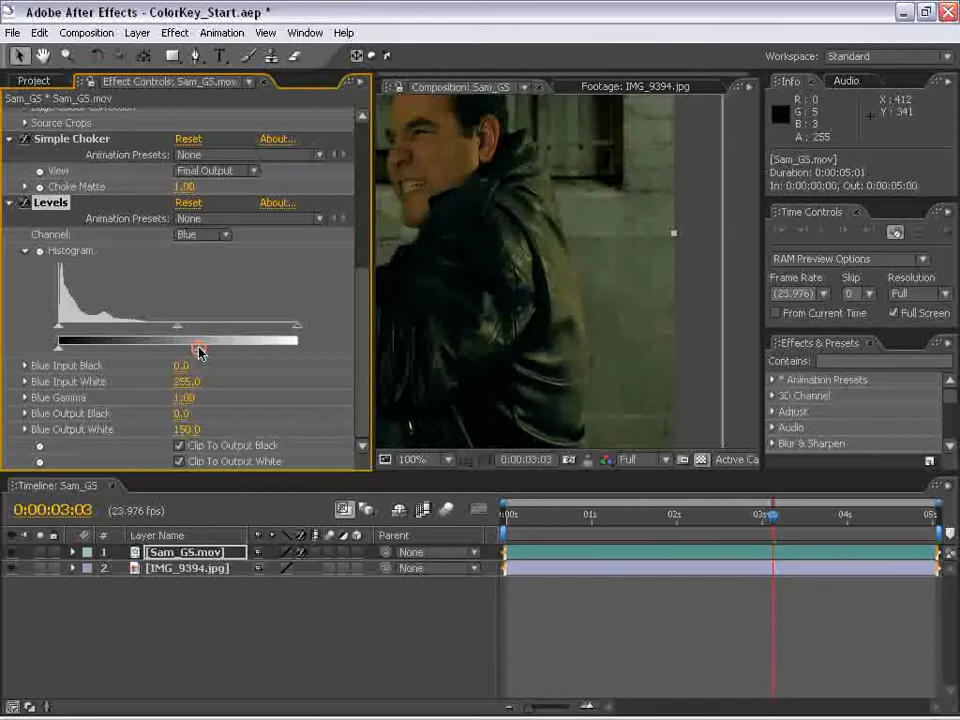 Adobe After Effects - ColorKey_Start.aep *
File Edit Composition Layer Effect Animation View Window Help
Workspace: Standard
Project Effect Controls: Sam_GS.mov
Sam_GS * Sam_GS.mov
Source Crops
Simple Choker Reset About...
Animation Presets: None
View Final Output
Choke Matte 1.00
Levels Reset About...
Animation Presets: None
Channel: Blue
Histogram
Blue Input Black 0.0
Blue Input White 255.0
Blue Gamma 1.00
Blue Output Black 0.0
Blue Output White 150.0
Clip To Output Black
Clip To Output White
Composition: Sam_GS Footage: IMG_9394.jpg
100% 0:00:03:03 Full Active Ca
Info Audio
R: 0 X: 412
G: 5 Y: 341
B: 3
A: 255
[Sam_GS.mov]
Duration: 0:00:05:01
In: 0:00:00:00, Out: 0:00:05:00
Time Controls
RAM Preview Options
Frame Rate Skip Resolution
(23.976) 0 Full
From Current Time Full Screen
Effects & Presets
Contains:
* Animation Presets
3D Channel
Adjust
Audio
Blur & Sharpen
Timeline: Sam_GS
0:00:03:03 (23.976 fps)
# Layer Name Parent
1 [Sam_GS.mov] None
2 [IMG_9394.jpg] None
:00s 01s 02s 03s 04s 05s